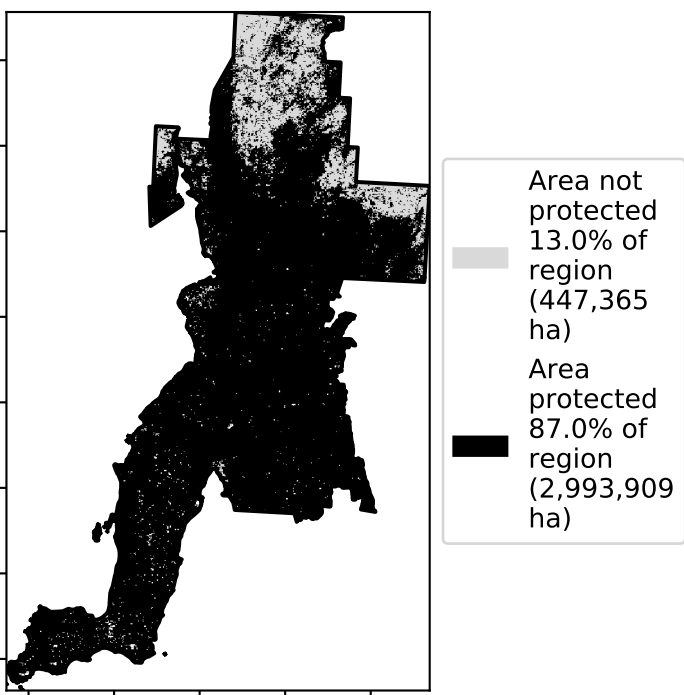 Area not
protected
13.0% of
region
(447,365
ha)
Area
protected
87.0% of
region
(2,993,909
ha)